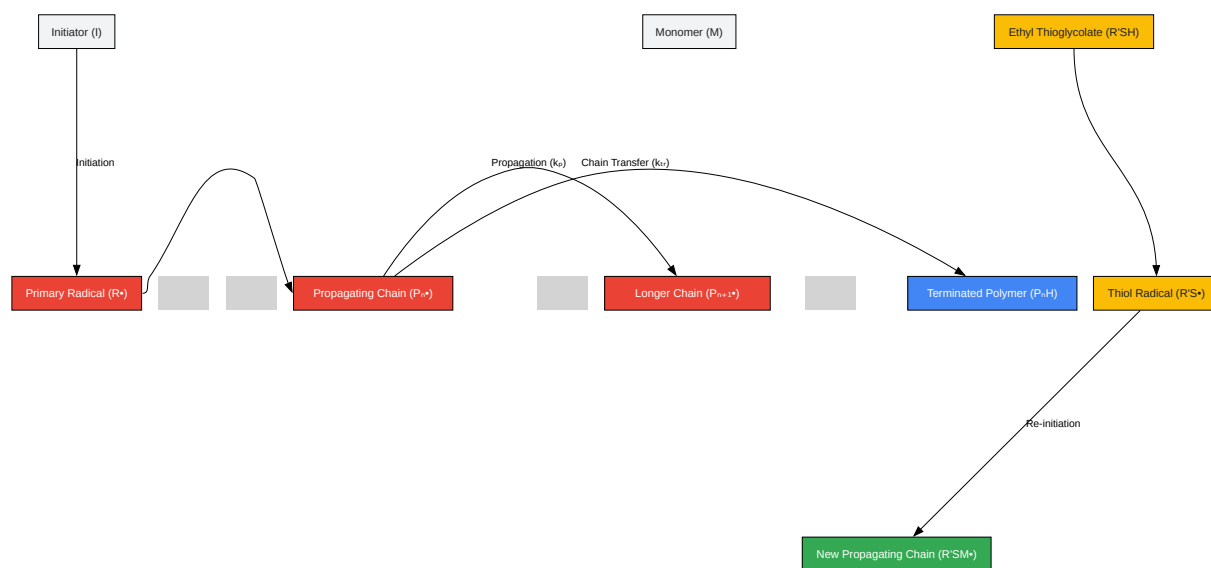 Initiator (I)
Monomer (M)
Ethyl Thioglycolate (R'SH)
Initiation
Propagation (kₚ)
Chain Transfer (kₜᵣ)
Primary Radical (R•)
Propagating Chain (Pₙ•)
Longer Chain (Pₙ₊₁•)
Terminated Polymer (PₙH)
Thiol Radical (R'S•)
Re-initiation
New Propagating Chain (R'SM•)